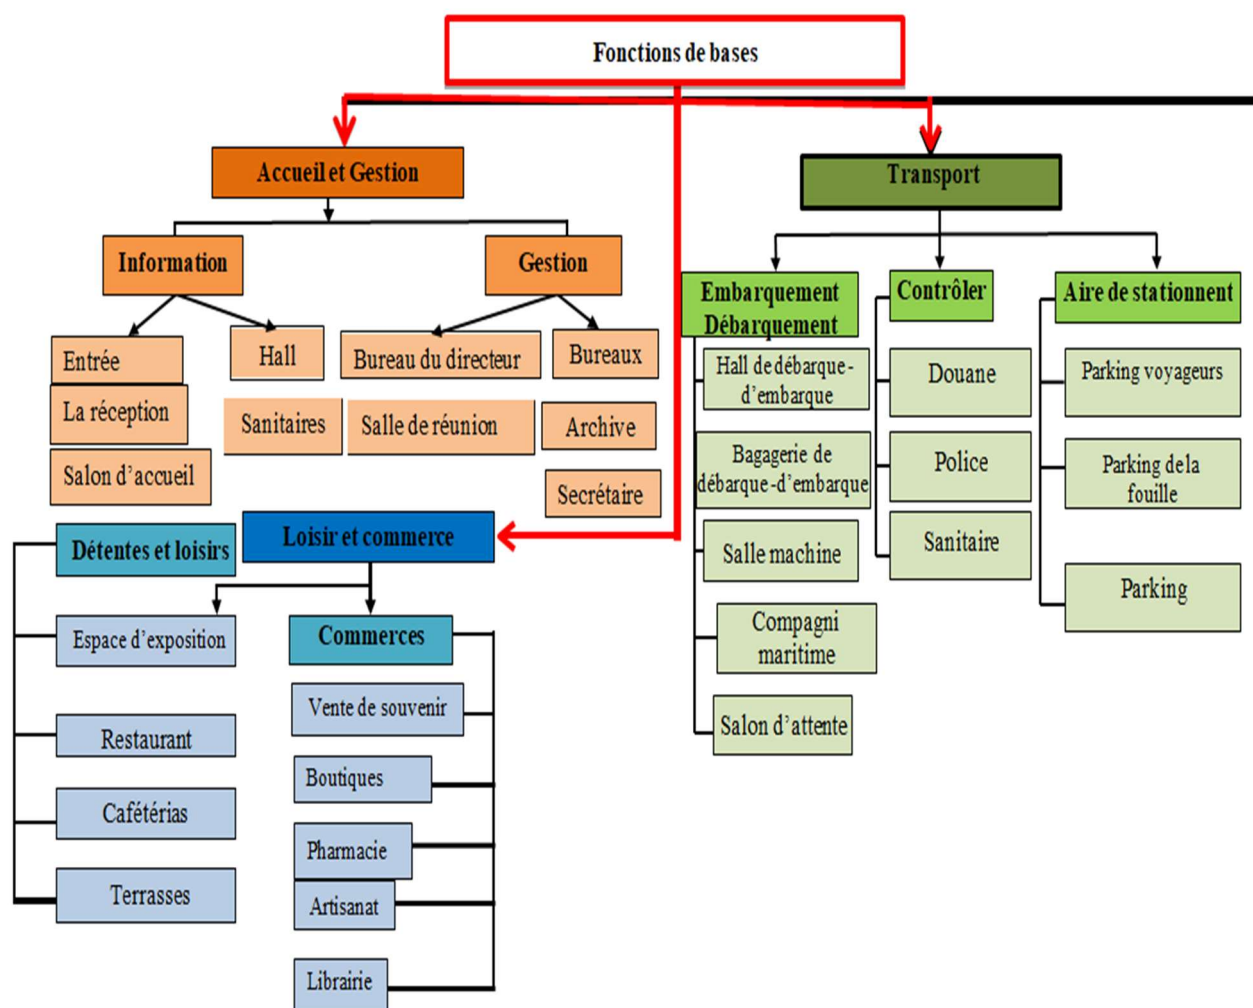 Fonctions de bases
Accueil et Gestion
Transport
Information
Gestion
Embarquement
Débarquement
Contrôler
Aire de stationnent
Entrée
Hall
Bureau du directeur
Bureaux
La réception
Sanitaires
Salle de réunion
Archive
Salon d'accueil
Secrétaire
Hall de débarque -
d'embarque
Bagagerie de
débarque -d'embarque
Salle machine
Compagni
maritime
Salon d'attente
Douane
Police
Sanitaire
Parking voyageurs
Parking de la
fouille
Parking
Loisir et commerce
Détentes et loisirs
Espace d'exposition
Restaurant
Cafétérias
Terrasses
Commerces
Vente de souvenir
Boutiques
Pharmacie
Artisanat
Librairie